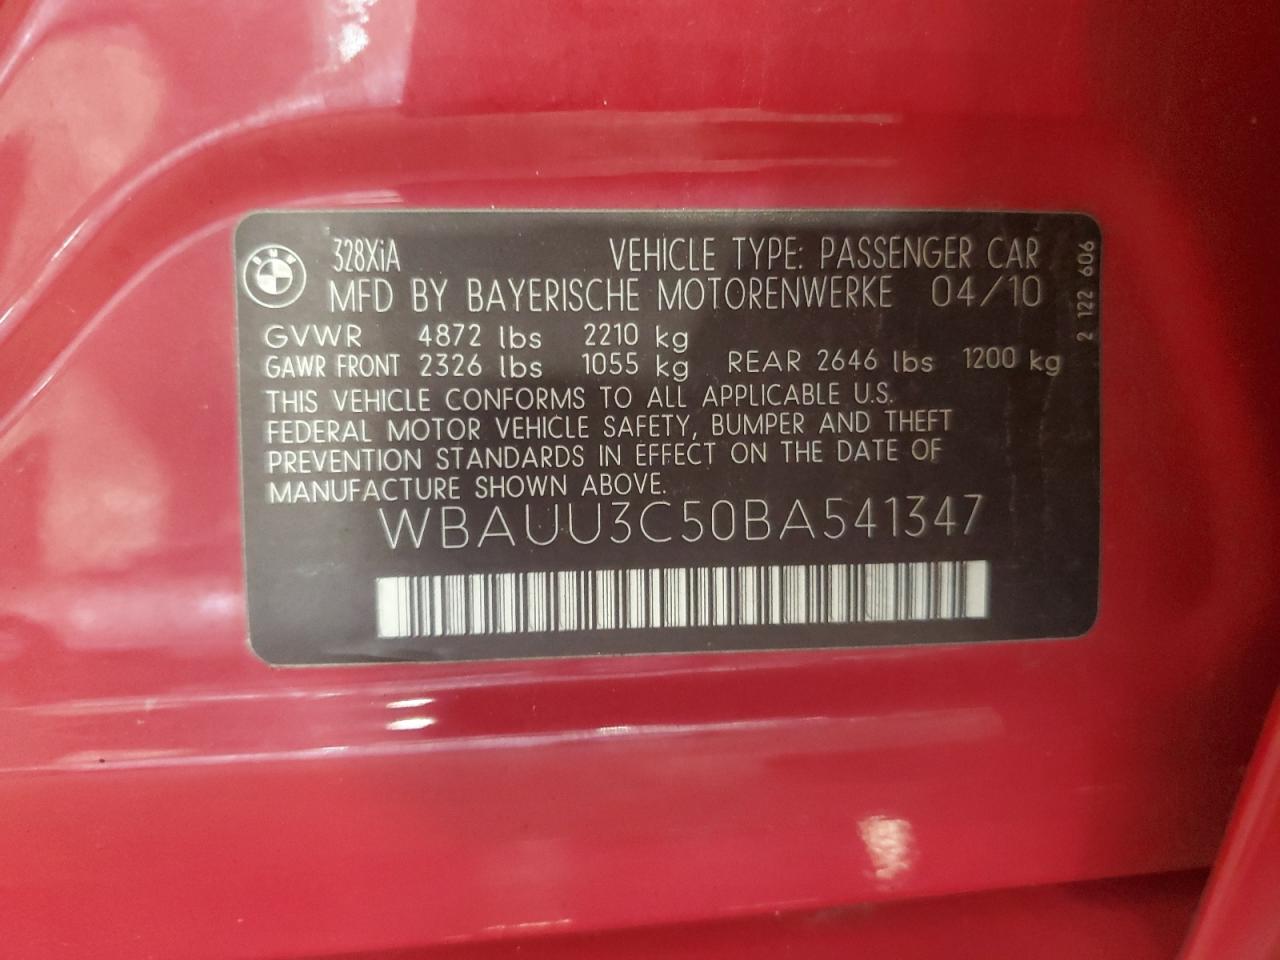 BMW
328XiA VEHICLE TYPE: PASSENGER CAR
MFD BY BAYERISCHE MOTORENWERKE 04/10
GVWR 4872 lbs 2210 kg
GAWR FRONT 2326 lbs 1055 kg REAR 2646 lbs 1200 kg
THIS VEHICLE CONFORMS TO ALL APPLICABLE U.S.
FEDERAL MOTOR VEHICLE SAFETY, BUMPER AND THEFT
PREVENTION STANDARDS IN EFFECT ON THE DATE OF
MANUFACTURE SHOWN ABOVE.
WBAUU3C50BA541347
2 122 606